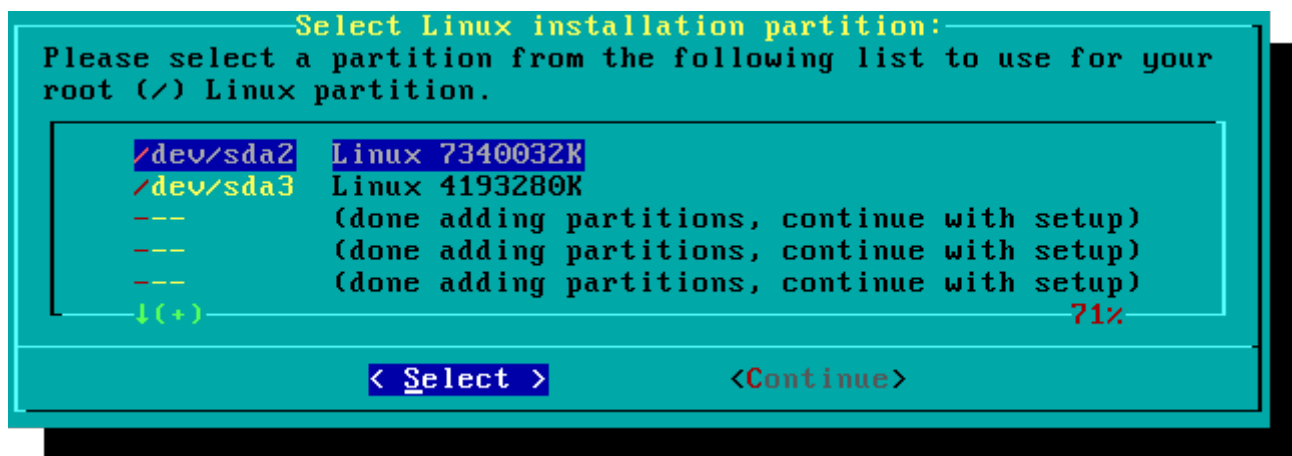 Select Linux installation partition:
Please select a partition from the following list to use for your
root (/) Linux partition.
/dev/sda2 Linux 7340032K
/dev/sda3 Linux 4193280K
--- (done adding partitions, continue with setup)
--- (done adding partitions, continue with setup)
--- (done adding partitions, continue with setup)
↓(+) 71%
< Select > <Continue>